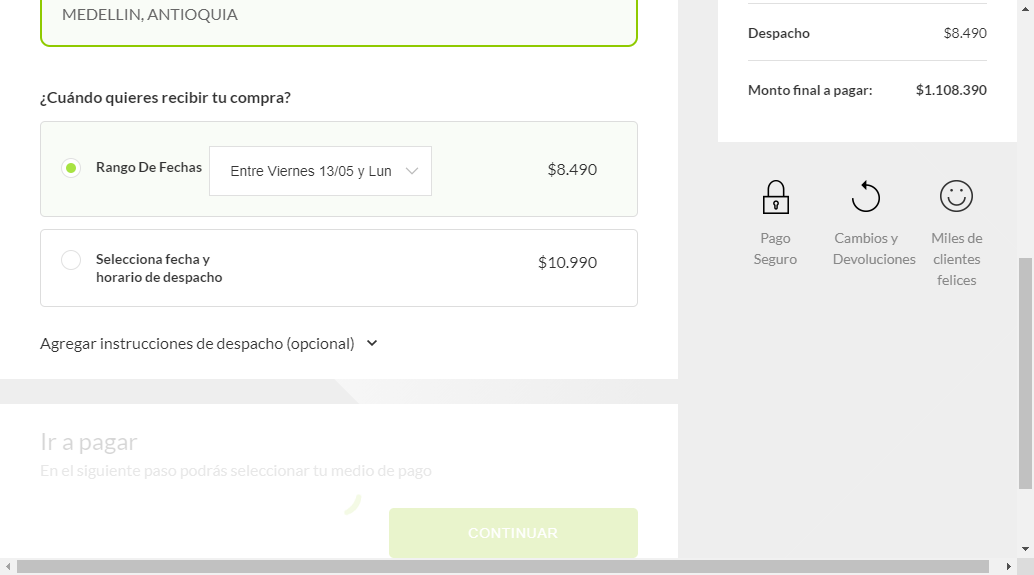 MEDELLIN, ANTIOQUIA
¿Cuándo quieres recibir tu compra?
Rango De Fechas
Entre Viernes 13/05 y Lun
$8.490
Selecciona fecha y
horario de despacho
$10.990
Agregar instrucciones de despacho (opcional)
Ir a pagar
En el siguiente paso podrás seleccionar tu medio de pago
CONTINUAR
Despacho
$8.490
Monto final a pagar:
$1.108.390
Pago
Seguro
Cambios y
Devoluciones
Miles de
clientes
felices